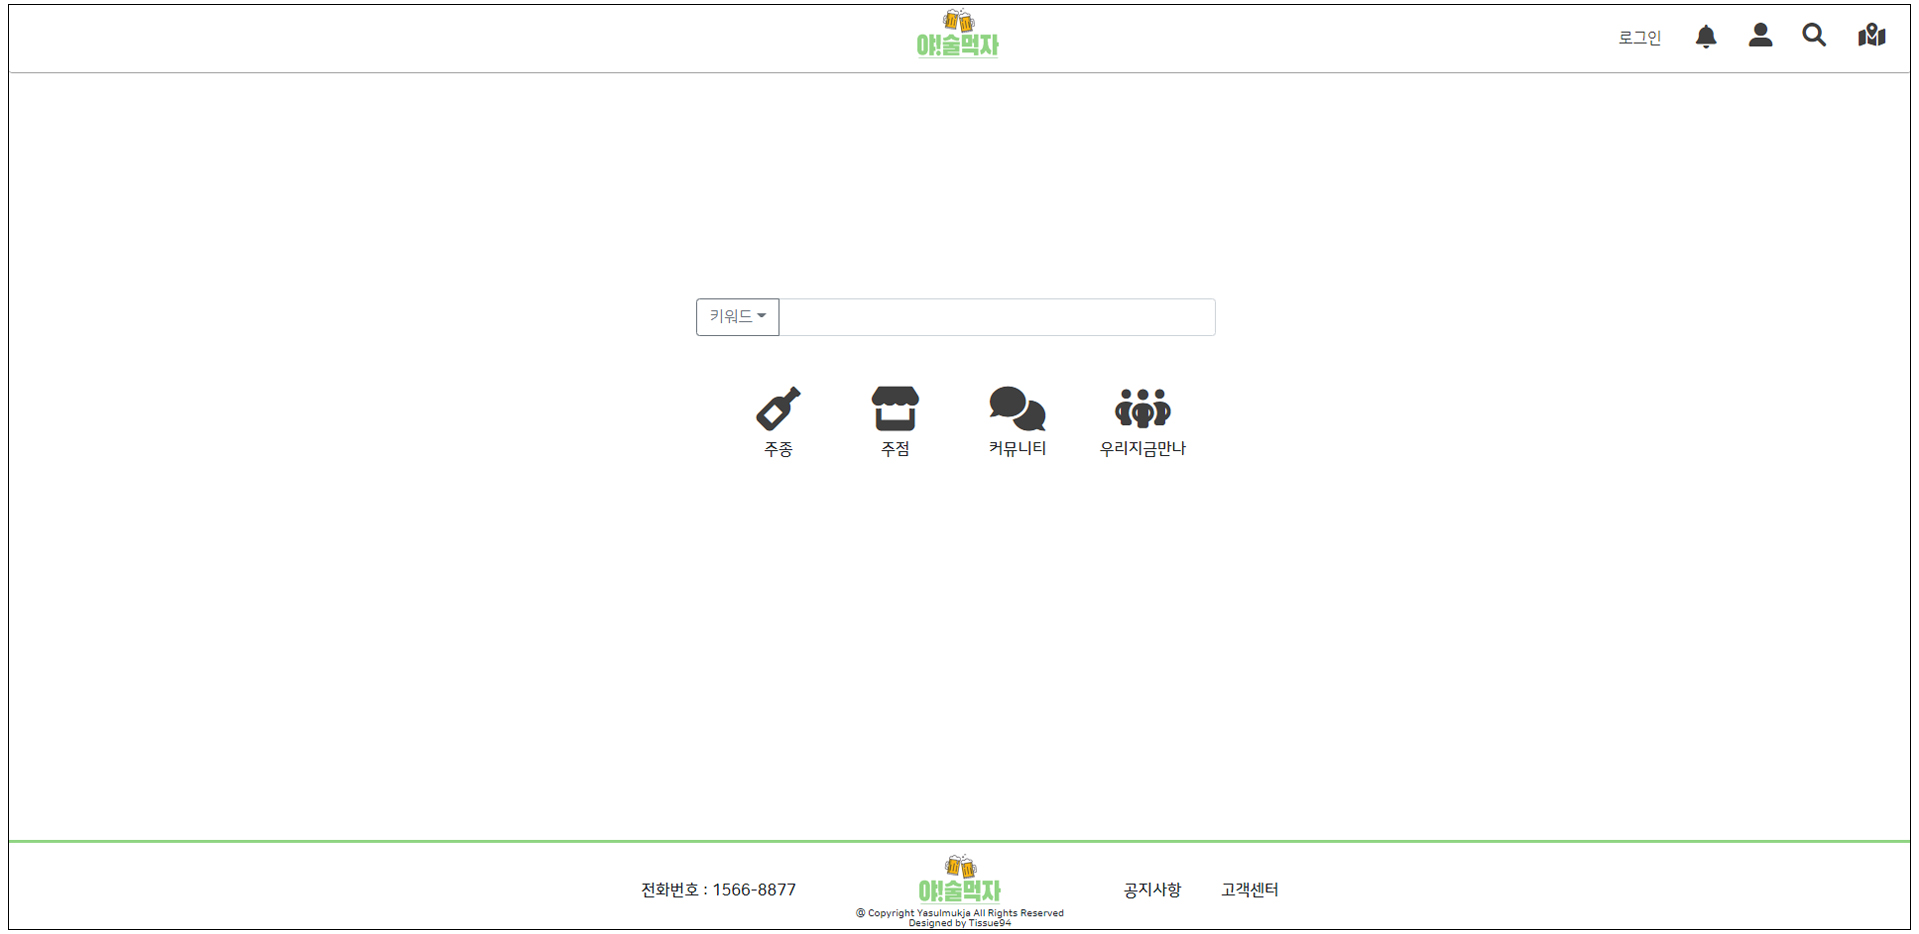 야!술먹자
로그인
키워드
주종
주점
커뮤니티
우리지금만나
전화번호 : 1566-8877
야!술먹자
@ Copyright Yasulmukja All Rights Reserved
Designed by Tissue94
공지사항
고객센터